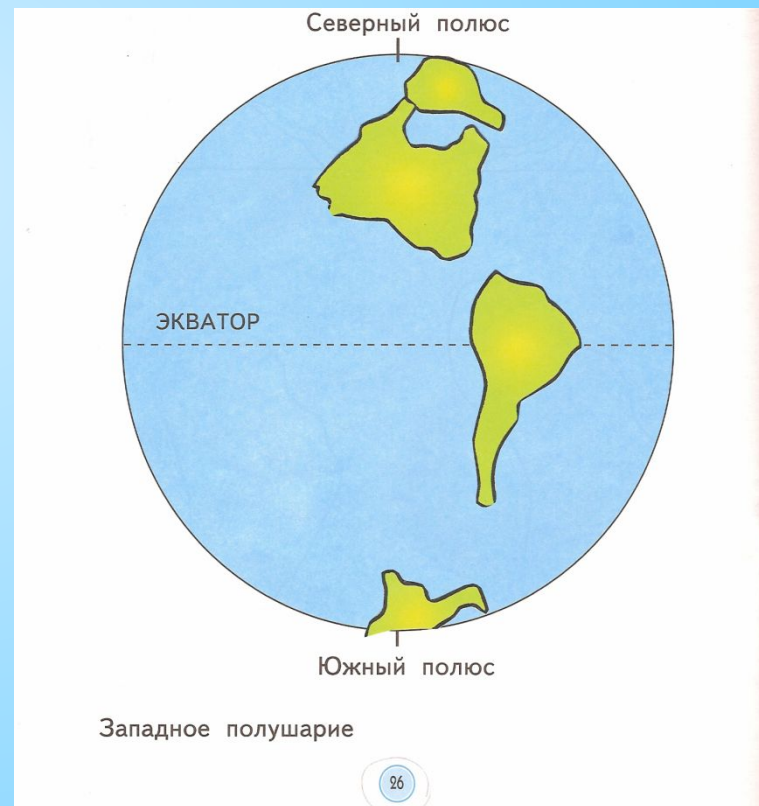 Северный полюс
ЭКВАТОР
Южный полюс
Западное полушарие
26